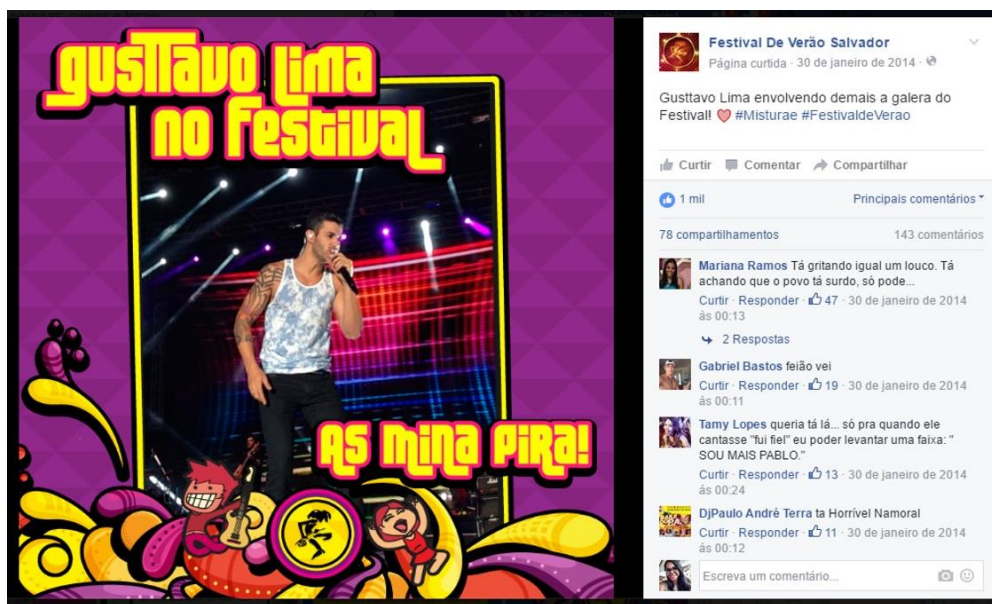 gusttavo lima
no festival
As mina pira!
Festival De Verão Salvador
Página curtida · 30 de janeiro de 2014 ·
Gusttavo Lima envolvendo demais a galera do
Festival! #Misturae #FestivaldeVerao
Curtir Comentar Compartilhar
1 mil Principais comentários
78 compartilhamentos 143 comentários
Mariana Ramos Tá gritando igual um louco. Tá
achando que o povo tá surdo, só pode...
Curtir · Responder · 47 · 30 de janeiro de 2014
às 00:13
2 Respostas
Gabriel Bastos feião vei
Curtir · Responder · 19 · 30 de janeiro de 2014
às 00:11
Tamy Lopes queria tá lá... só pra quando ele
cantasse "fui fiel" eu poder levantar uma faixa: "
SOU MAIS PABLO."
Curtir · Responder · 13 · 30 de janeiro de 2014
às 00:24
DjPaulo André Terra ta Horrível Namoral
Curtir · Responder · 11 · 30 de janeiro de 2014
às 00:12
Escreva um comentário...